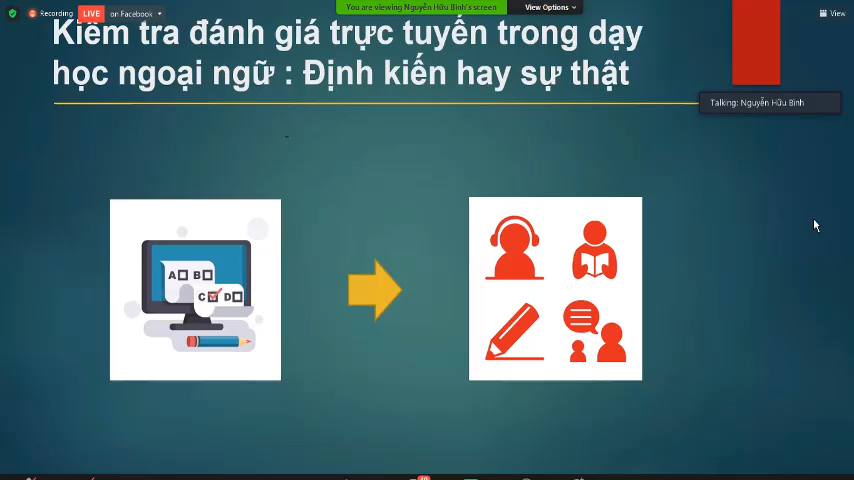 Recording
LIVE
on Facebook
You are viewing Nguyễn Hữu Bình's screen
View Options
View
Kiểm tra đánh giá trực tuyến trong dạy
học ngoại ngữ : Định kiến hay sự thật
Talking: Nguyễn Hữu Bình
A B
C D